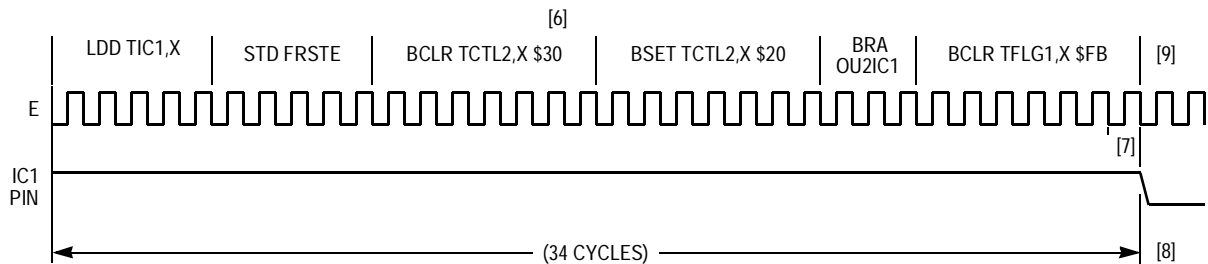 [6]
LDD TIC1,X
STD FRSTE
BCLR TCTL2,X $30
BSET TCTL2,X $20
BRA
OU2IC1
BCLR TFLG1,X $FB
[9]
E
[7]
IC1
PIN
(34 CYCLES)
[8]